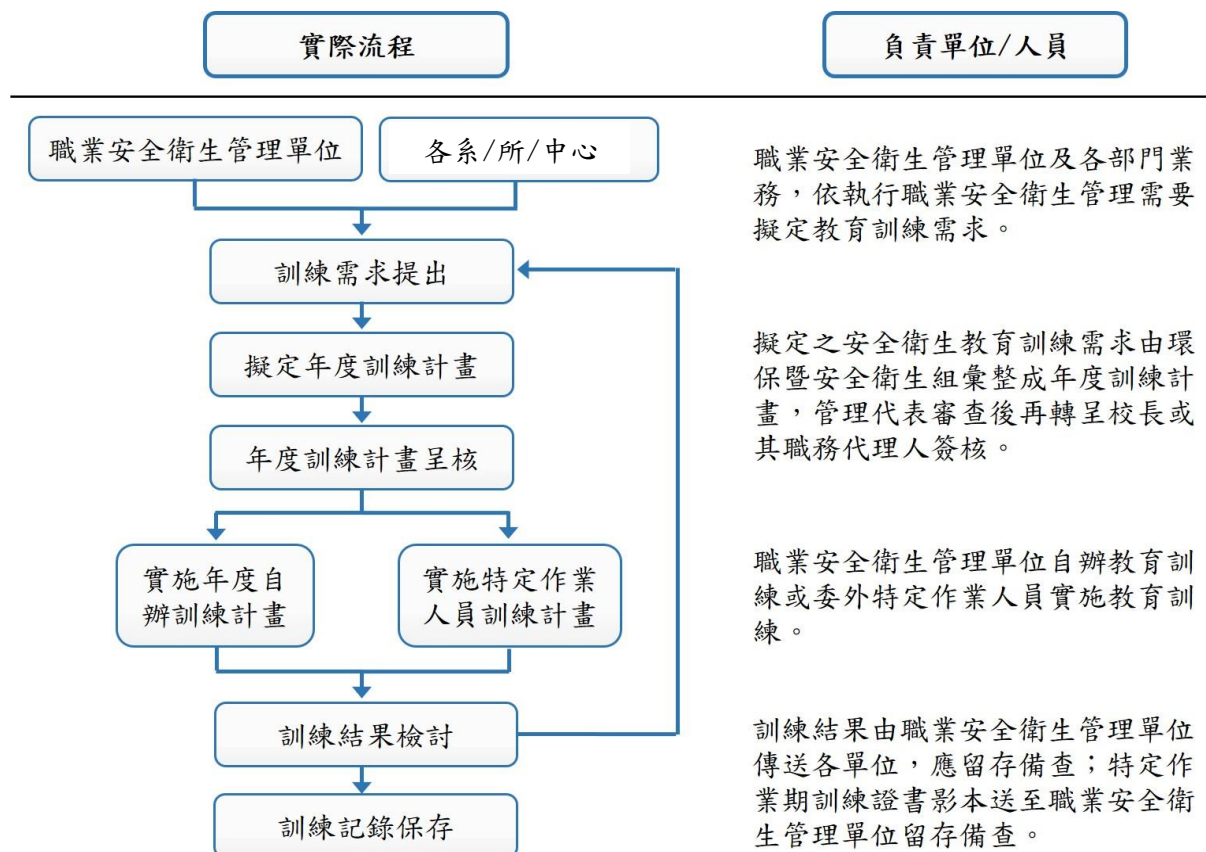 實際流程
負責單位/人員
職業安全衛生管理單位
各系/所/中心
職業安全衛生管理單位及各部門業
務，依執行職業安全衛生管理需要
擬定教育訓練需求。
訓練需求提出
擬定年度訓練計畫
擬定之安全衛生教育訓練需求由環
保暨安全衛生組彙整成年度訓練計
畫，管理代表審查後再轉呈校長或
其職務代理人簽核。
年度訓練計畫呈核
實施年度自
辦訓練計畫
實施特定作業
人員訓練計畫
職業安全衛生管理單位自辦教育訓
練或委外特定作業人員實施教育訓
練。
訓練結果檢討
訓練結果由職業安全衛生管理單位
傳送各單位，應留存備查；特定作
業期訓練證書影本送至職業安全衛
生管理單位留存備查。
訓練記錄保存